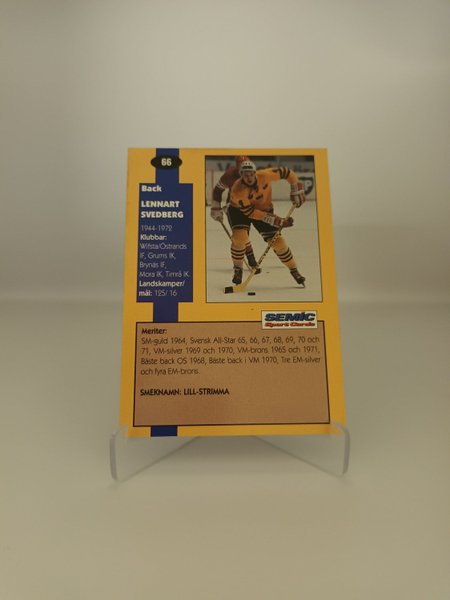 66
Back
LENNART
SVEDBERG
1944-1972
Klubbar:
Wifsta/Östrands
IF, Grums IK,
Brynäs IF,
Mora IK, Timrå IK
Landskamper/
mål: 125/ 16
SEMIC
Sport Cards
Meriter:
SM-guld 1964, Svensk All-Star 65, 66, 67, 68, 69, 70 och
71, VM-silver 1969 och 1970, VM-brons 1965 och 1971,
Bäste back OS 1968, Bäste back i VM 1970, Tre EM-silver
och fyra EM-brons.
SMEKNAMN: LILL-STRIMMA